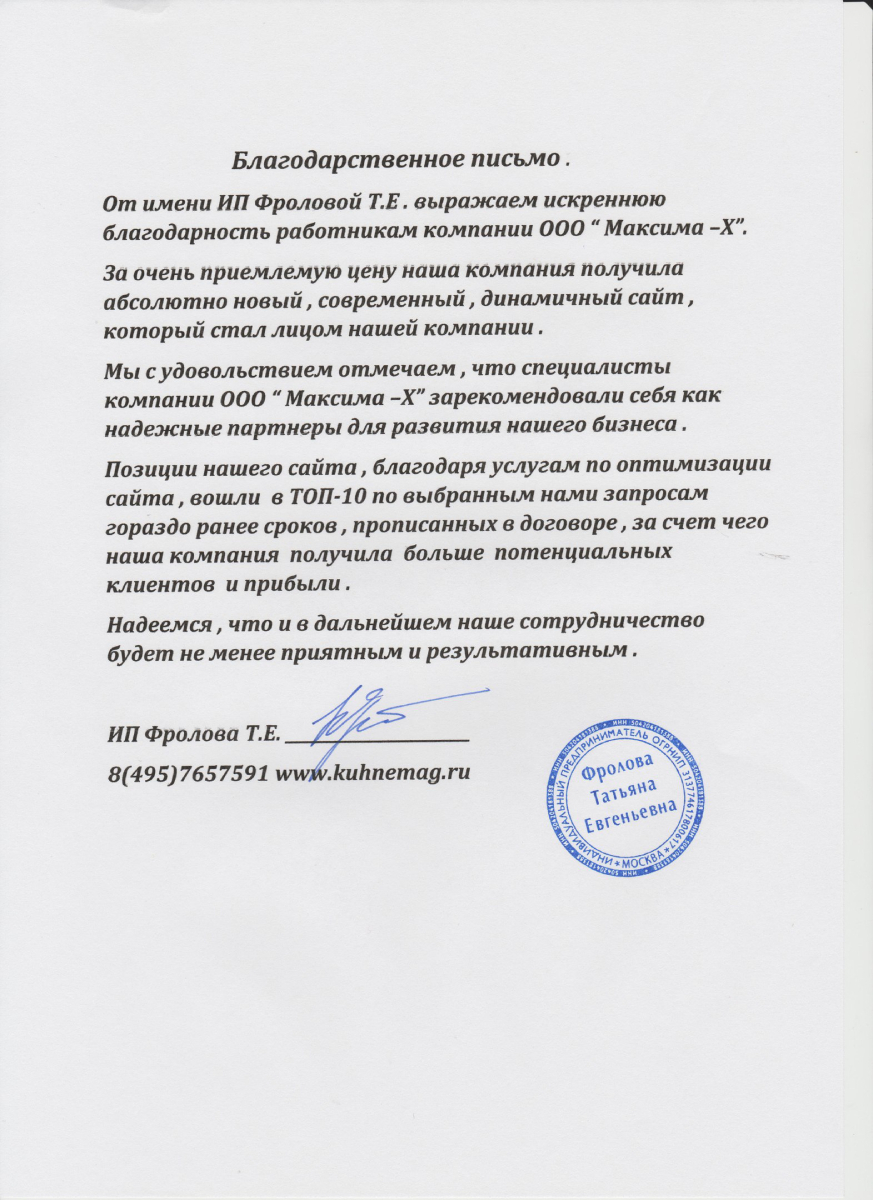 Благодарственное письмо .
От имени ИП Фроловой Т.Е . выражаем искреннюю
благодарность работникам компании ООО “ Максима –Х”.
За очень приемлемую цену наша компания получила
абсолютно новый , современный , динамичный сайт ,
который стал лицом нашей компании .
Мы с удовольствием отмечаем , что специалисты
компании ООО “ Максима –Х” зарекомендовали себя как
надежные партнеры для развития нашего бизнеса .
Позиции нашего сайта , благодаря услугам по оптимизации
сайта , вошли в ТОП-10 по выбранным нами запросам
гораздо ранее сроков , прописанных в договоре , за счет чего
наша компания получила больше потенциальных
клиентов и прибыли .
Надеемся , что и в дальнейшем наше сотрудничество
будет не менее приятным и результативным .
ИП Фролова Т.Е.
8(495)7657591 www.kuhnemag.ru
ИНДИВИДУАЛЬНЫЙ ПРЕДПРИНИМАТЕЛЬ ОГРНИП 313774617800617
* МОСКВА *
Фролова
Татьяна
Евгеньевна